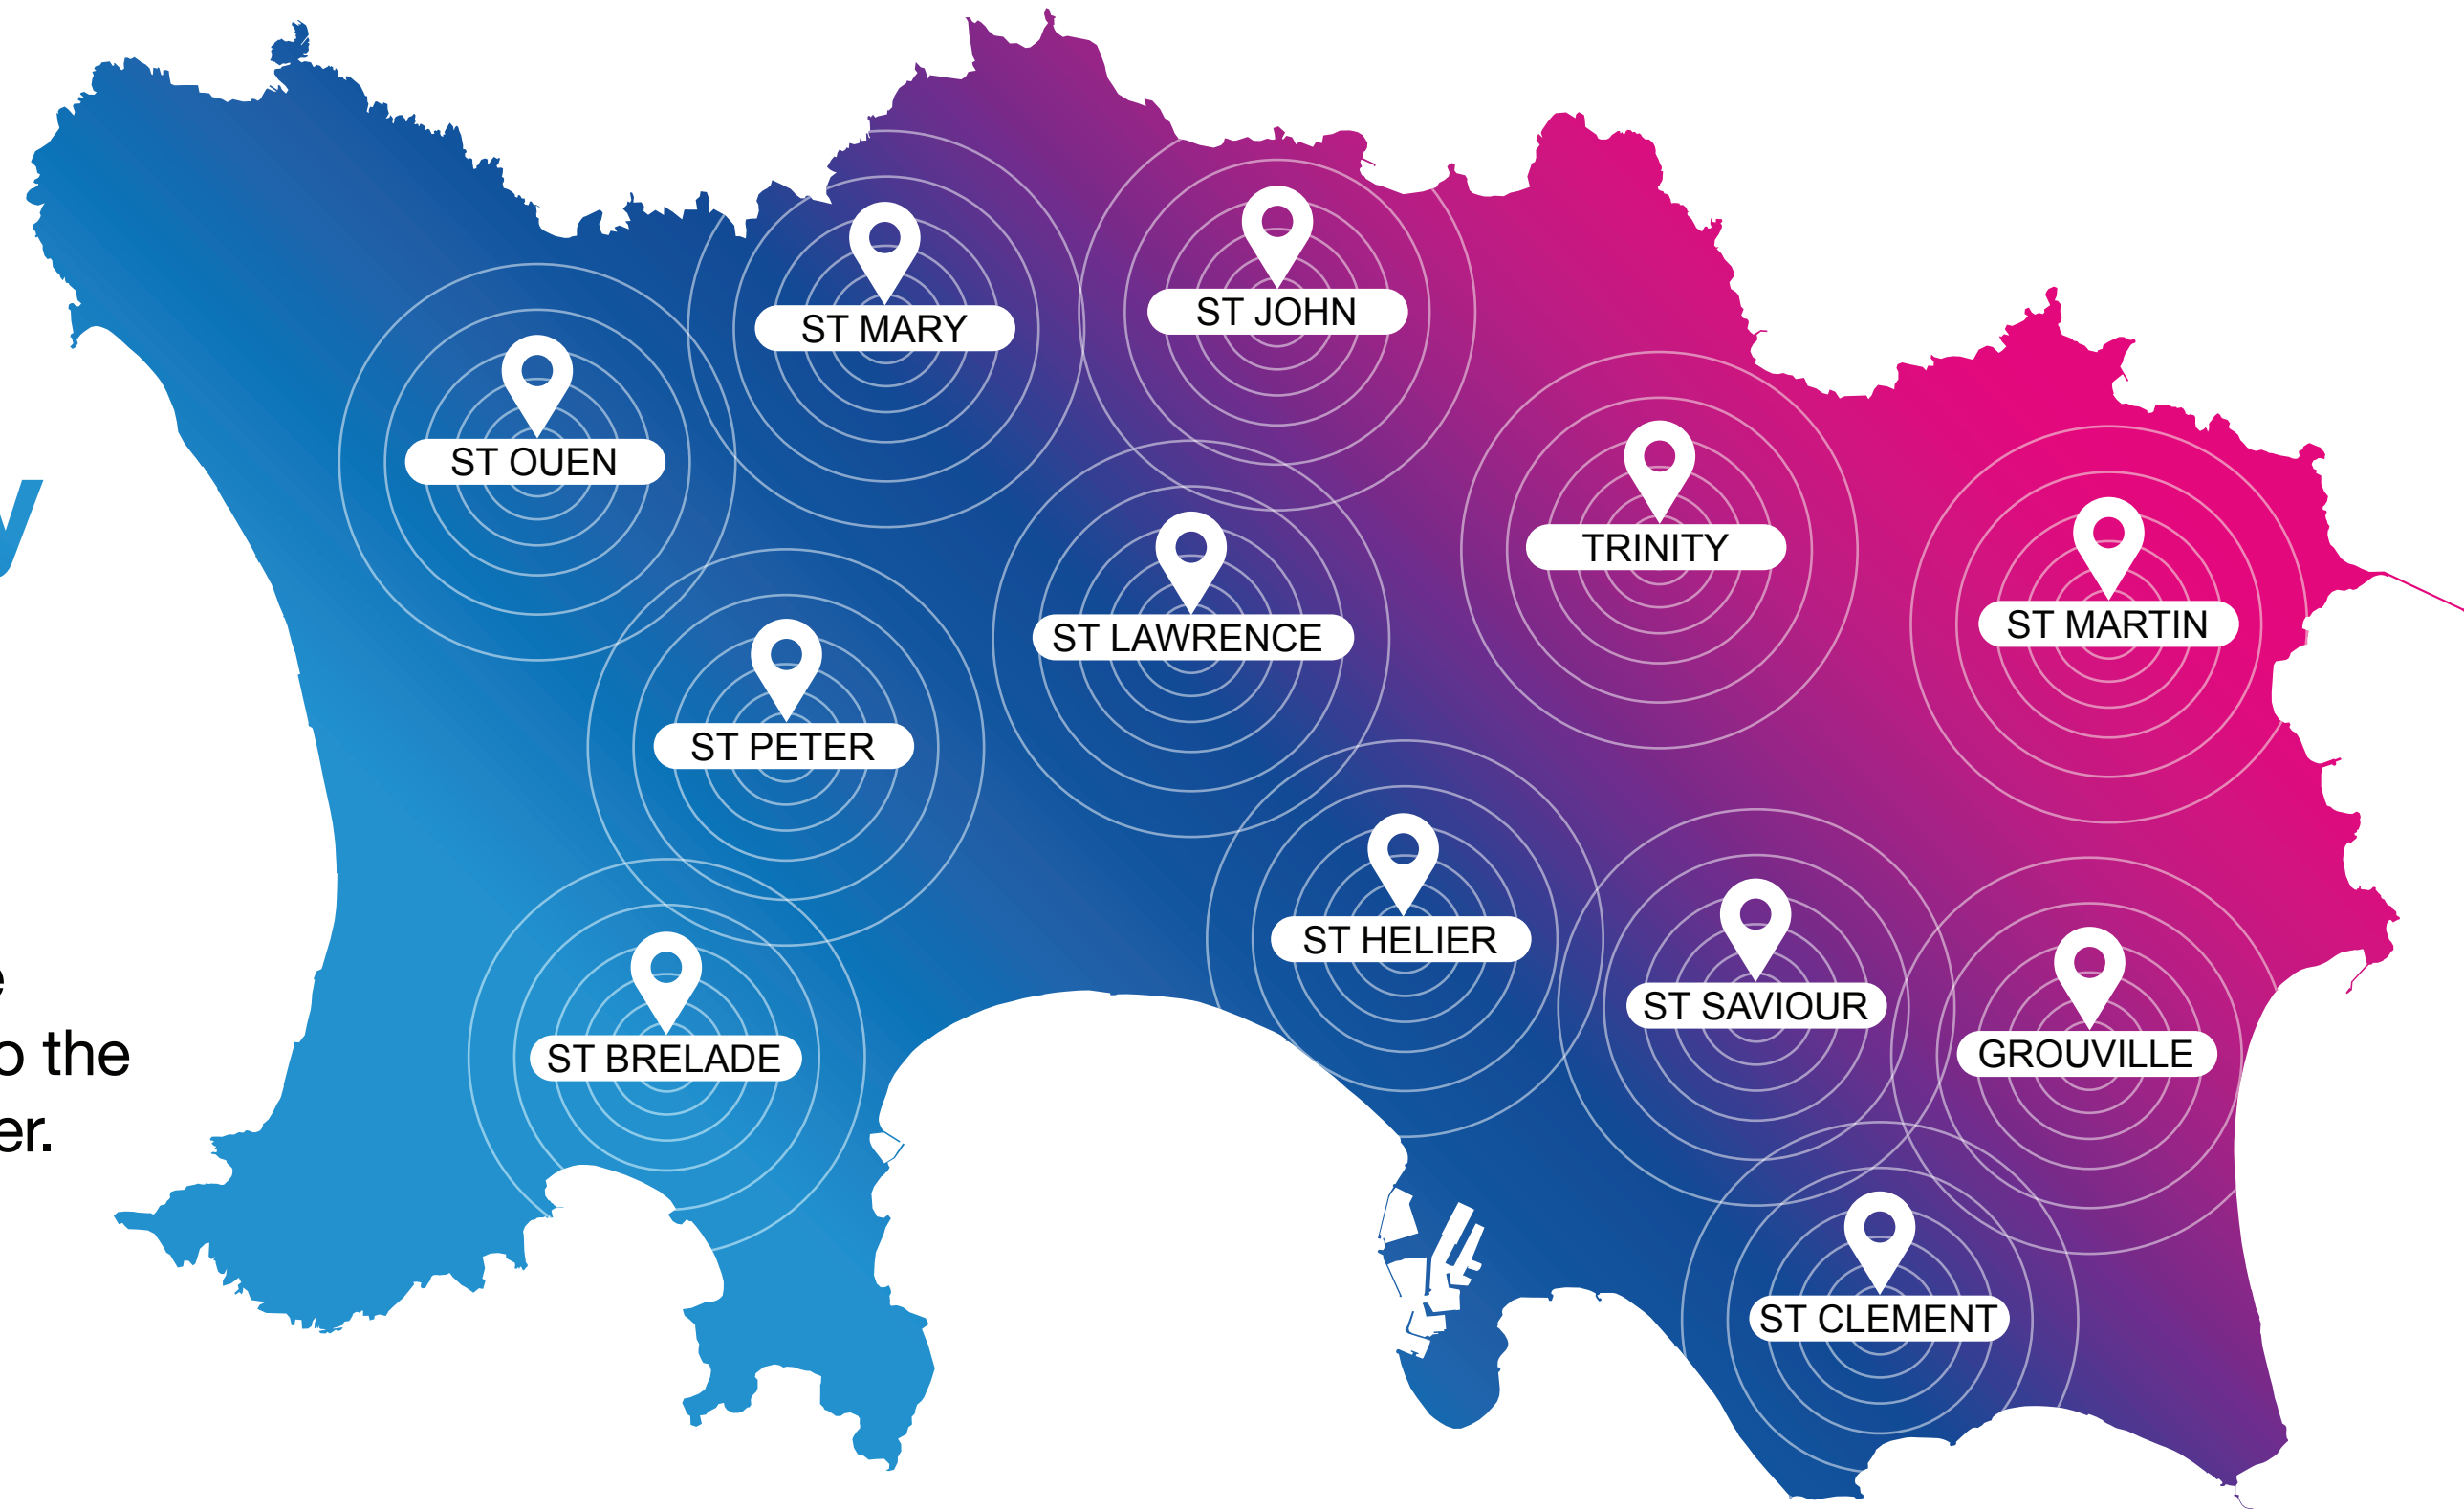 ST JOHN
ST MARY
ST OUEN
TRINITY
ST MARTIN
ST LAWRENCE
ST PETER
ST HELIER
ST SAVIOUR
GROUVILLE
ST BRELADE
the
ST CLEMENT